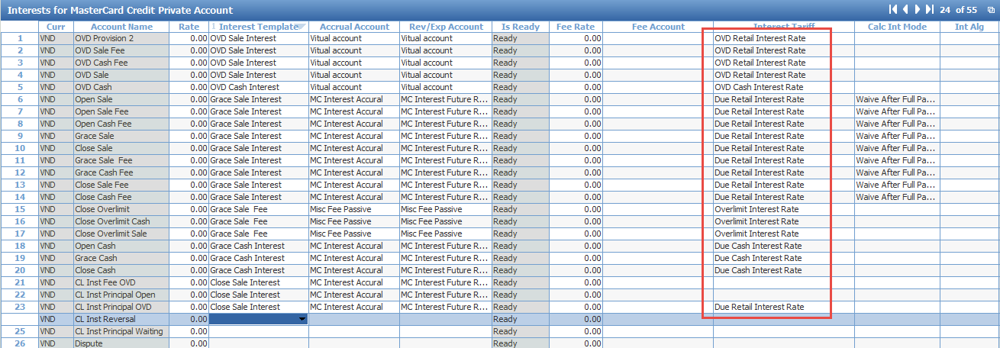 Interests for MasterCard Credit Private Account 24 of 55
Curr Account Name Rate 1 Interest Template Accrual Account Rev/Exp Account Is Ready Fee Rate Fee Account Interest Tariff Calc Int Mode Int Alg
1 VND OVD Provision 2 0.00 OVD Sale Interest Vitual account Vitual account Ready 0.00 OVD Retail Interest Rate
2 VND OVD Sale Fee 0.00 OVD Sale Interest Vitual account Vitual account Ready 0.00 OVD Retail Interest Rate
3 VND OVD Cash Fee 0.00 OVD Sale Interest Vitual account Vitual account Ready 0.00 OVD Retail Interest Rate
4 VND OVD Sale 0.00 OVD Sale Interest Vitual account Vitual account Ready 0.00 OVD Retail Interest Rate
5 VND OVD Cash 0.00 OVD Cash Interest Vitual account Vitual account Ready 0.00 OVD Cash Interest Rate
6 VND Open Sale 0.00 Grace Sale Interest MC Interest Accural MC Interest Future R... Ready 0.00 Due Retail Interest Rate Waive After Full Pa...
7 VND Open Sale Fee 0.00 Grace Sale Interest MC Interest Accural MC Interest Future R... Ready 0.00 Due Retail Interest Rate Waive After Full Pa...
8 VND Open Cash Fee 0.00 Grace Sale Interest MC Interest Accural MC Interest Future R... Ready 0.00 Due Retail Interest Rate Waive After Full Pa...
9 VND Grace Sale 0.00 Grace Sale Interest MC Interest Accural MC Interest Future R... Ready 0.00 Due Retail Interest Rate Waive After Full Pa...
10 VND Close Sale 0.00 Grace Sale Interest MC Interest Accural MC Interest Future R... Ready 0.00 Due Retail Interest Rate Waive After Full Pa...
11 VND Grace Sale Fee 0.00 Grace Sale Interest MC Interest Accural MC Interest Future R... Ready 0.00 Due Retail Interest Rate Waive After Full Pa...
12 VND Grace Cash Fee 0.00 Grace Sale Interest MC Interest Accural MC Interest Future R... Ready 0.00 Due Retail Interest Rate Waive After Full Pa...
13 VND Close Sale Fee 0.00 Grace Sale Interest MC Interest Accural MC Interest Future R... Ready 0.00 Due Retail Interest Rate Waive After Full Pa...
14 VND Close Cash Fee 0.00 Grace Sale Interest MC Interest Accural MC Interest Future R... Ready 0.00 Due Retail Interest Rate Waive After Full Pa...
15 VND Close Overlimit 0.00 Grace Sale Fee Misc Fee Passive Misc Fee Passive Ready 0.00 Overlimit Interest Rate
16 VND Close Overlimit Cash 0.00 Grace Sale Fee Misc Fee Passive Misc Fee Passive Ready 0.00 Overlimit Interest Rate
17 VND Close Overlimit Sale 0.00 Grace Sale Fee Misc Fee Passive Misc Fee Passive Ready 0.00 Overlimit Interest Rate
18 VND Open Cash 0.00 Grace Cash Interest MC Interest Accural MC Interest Future R... Ready 0.00 Due Cash Interest Rate
19 VND Grace Cash 0.00 Grace Cash Interest MC Interest Accural MC Interest Future R... Ready 0.00 Due Cash Interest Rate
20 VND Close Cash 0.00 Grace Cash Interest MC Interest Accural MC Interest Future R... Ready 0.00 Due Cash Interest Rate
21 VND CL Inst Fee OVD 0.00 Close Sale Interest MC Interest Accural MC Interest Future R... Ready 0.00
22 VND CL Inst Principal Open 0.00 Close Sale Interest MC Interest Accural MC Interest Future R... Ready 0.00
23 VND CL Inst Principal OVD 0.00 Close Sale Interest MC Interest Accural MC Interest Future R... Ready 0.00 Due Retail Interest Rate
VND CL Inst Reversal 0.00 Ready 0.00
25 VND CL Inst Principal Waiting 0.00 Ready 0.00
26 VND Dispute 0.00 Ready 0.00